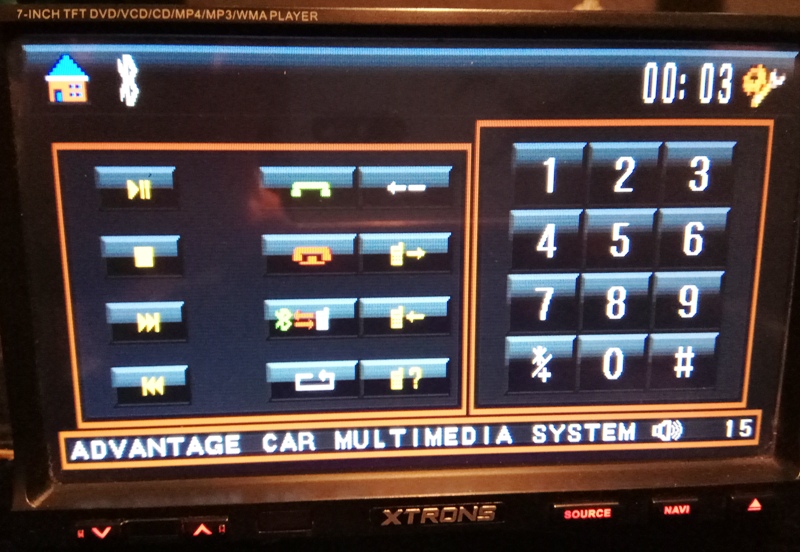 7-INCH TFT DVD/VCD/CD/MP4/MP3/WMA PLAYER
00:03
1 2 3
4 5 6
7 8 9
*/+ 0 #
?
ADVANTAGE CAR MULTIMEDIA SYSTEM 15
XTRONS
SOURCE
NAVI